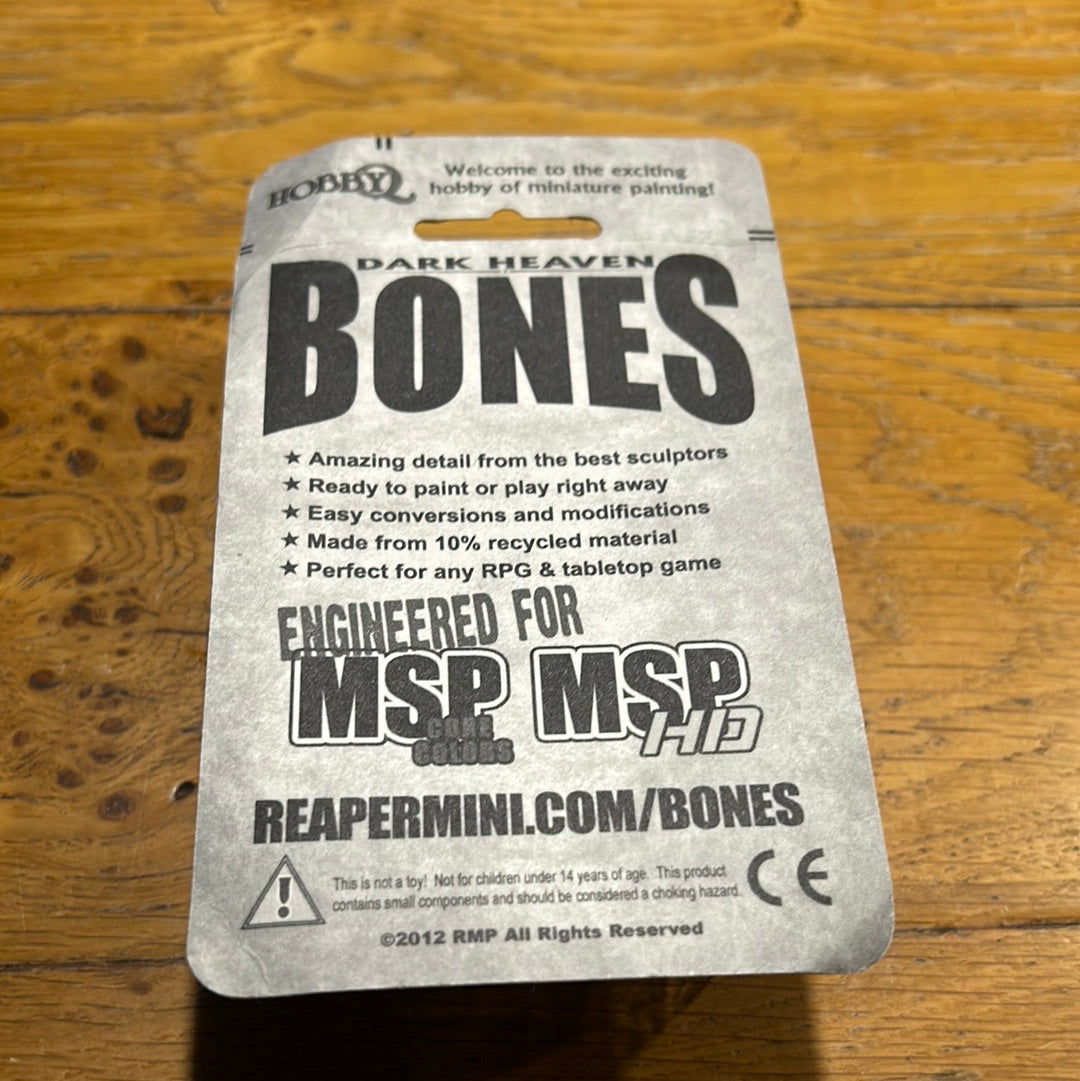 HOBBYQ
Welcome to the exciting
hobby of miniature painting!
DARK HEAVEN
BONES
★ Amazing detail from the best sculptors
★ Ready to paint or play right away
★ Easy conversions and modifications
★ Made from 10% recycled material
★ Perfect for any RPG & tabletop game
ENGINEERED FOR
MSP CORE COLORS
MSP HD
REAPERMINI.COM/BONES
This is not a toy! Not for children under 14 years of age. This product
contains small components and should be considered a choking hazard.
CE
©2012 RMP All Rights Reserved